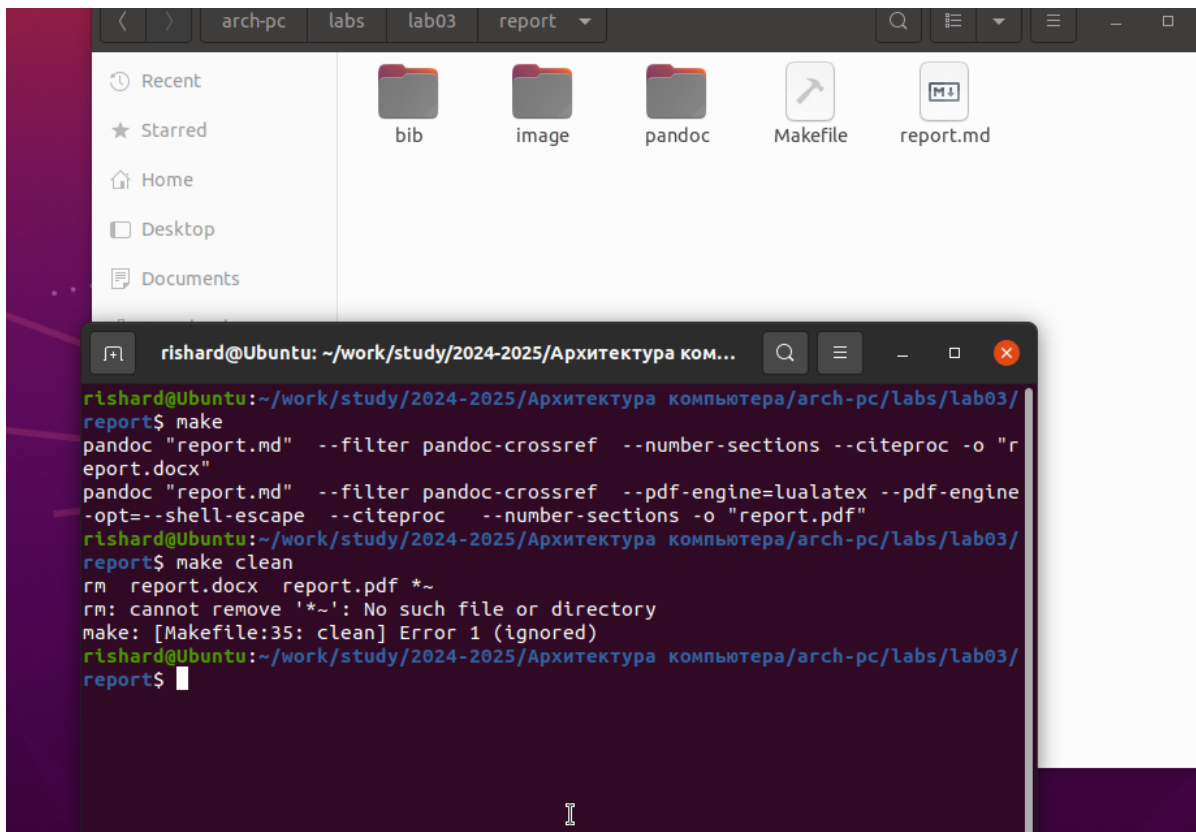 arch-pc labs lab03 report
Recent
Starred
Home
Desktop
Documents
bib image pandoc Makefile report.md
rishard@Ubuntu: ~/work/study/2024-2025/Архитектура ком...
rishard@Ubuntu:~/work/study/2024-2025/Архитектура компьютера/arch-pc/labs/lab03/
report$ make
pandoc "report.md"  --filter pandoc-crossref  --number-sections --citeproc -o "r
eport.docx"
pandoc "report.md"  --filter pandoc-crossref  --pdf-engine=lualatex --pdf-engine
-opt=--shell-escape  --citeproc   --number-sections -o "report.pdf"
rishard@Ubuntu:~/work/study/2024-2025/Архитектура компьютера/arch-pc/labs/lab03/
report$ make clean
rm  report.docx  report.pdf *~
rm: cannot remove '*~': No such file or directory
make: [Makefile:35: clean] Error 1 (ignored)
rishard@Ubuntu:~/work/study/2024-2025/Архитектура компьютера/arch-pc/labs/lab03/
report$